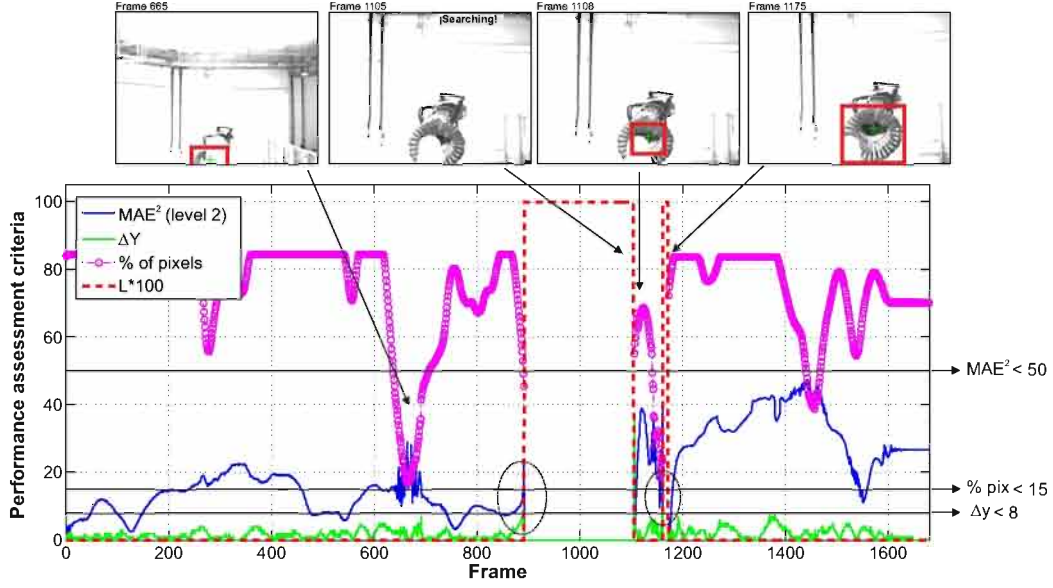 Frame 665
Frame 1105
Frame 1108
Frame 1175
¡Searching!
Performance assessment criteria
100
80
60
40
20
0
MAE² (level 2)
ΔY
% of pixels
L*100
MAE² < 50
% pix < 15
Δy < 8
0
200
400
600
800
1000
1200
1400
1600
Frame